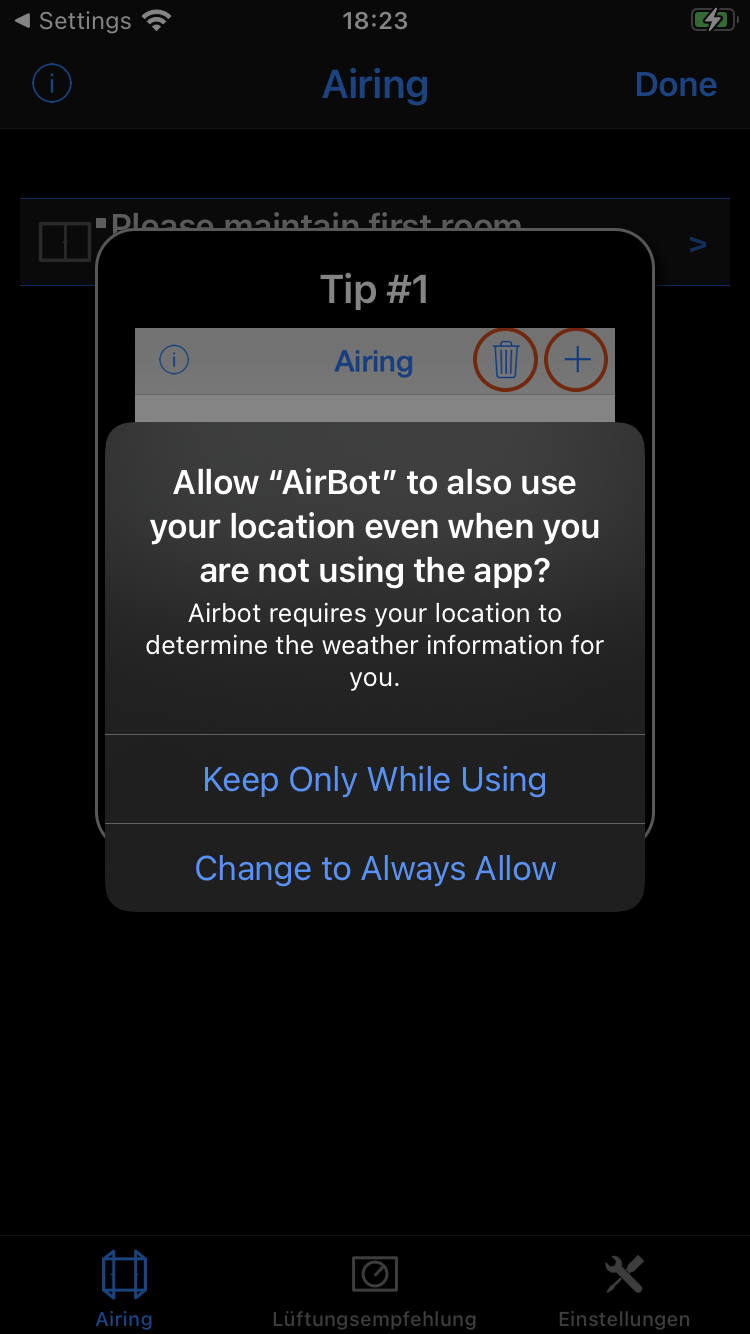 Settings
18:23
Airing
Done
Please maintain first room
>
Tip #1
Airing
Allow “AirBot” to also use
your location even when you
are not using the app?
Airbot requires your location to
determine the weather information for
you.
Keep Only While Using
Change to Always Allow
Airing
Lüftungsempfehlung
Einstellungen